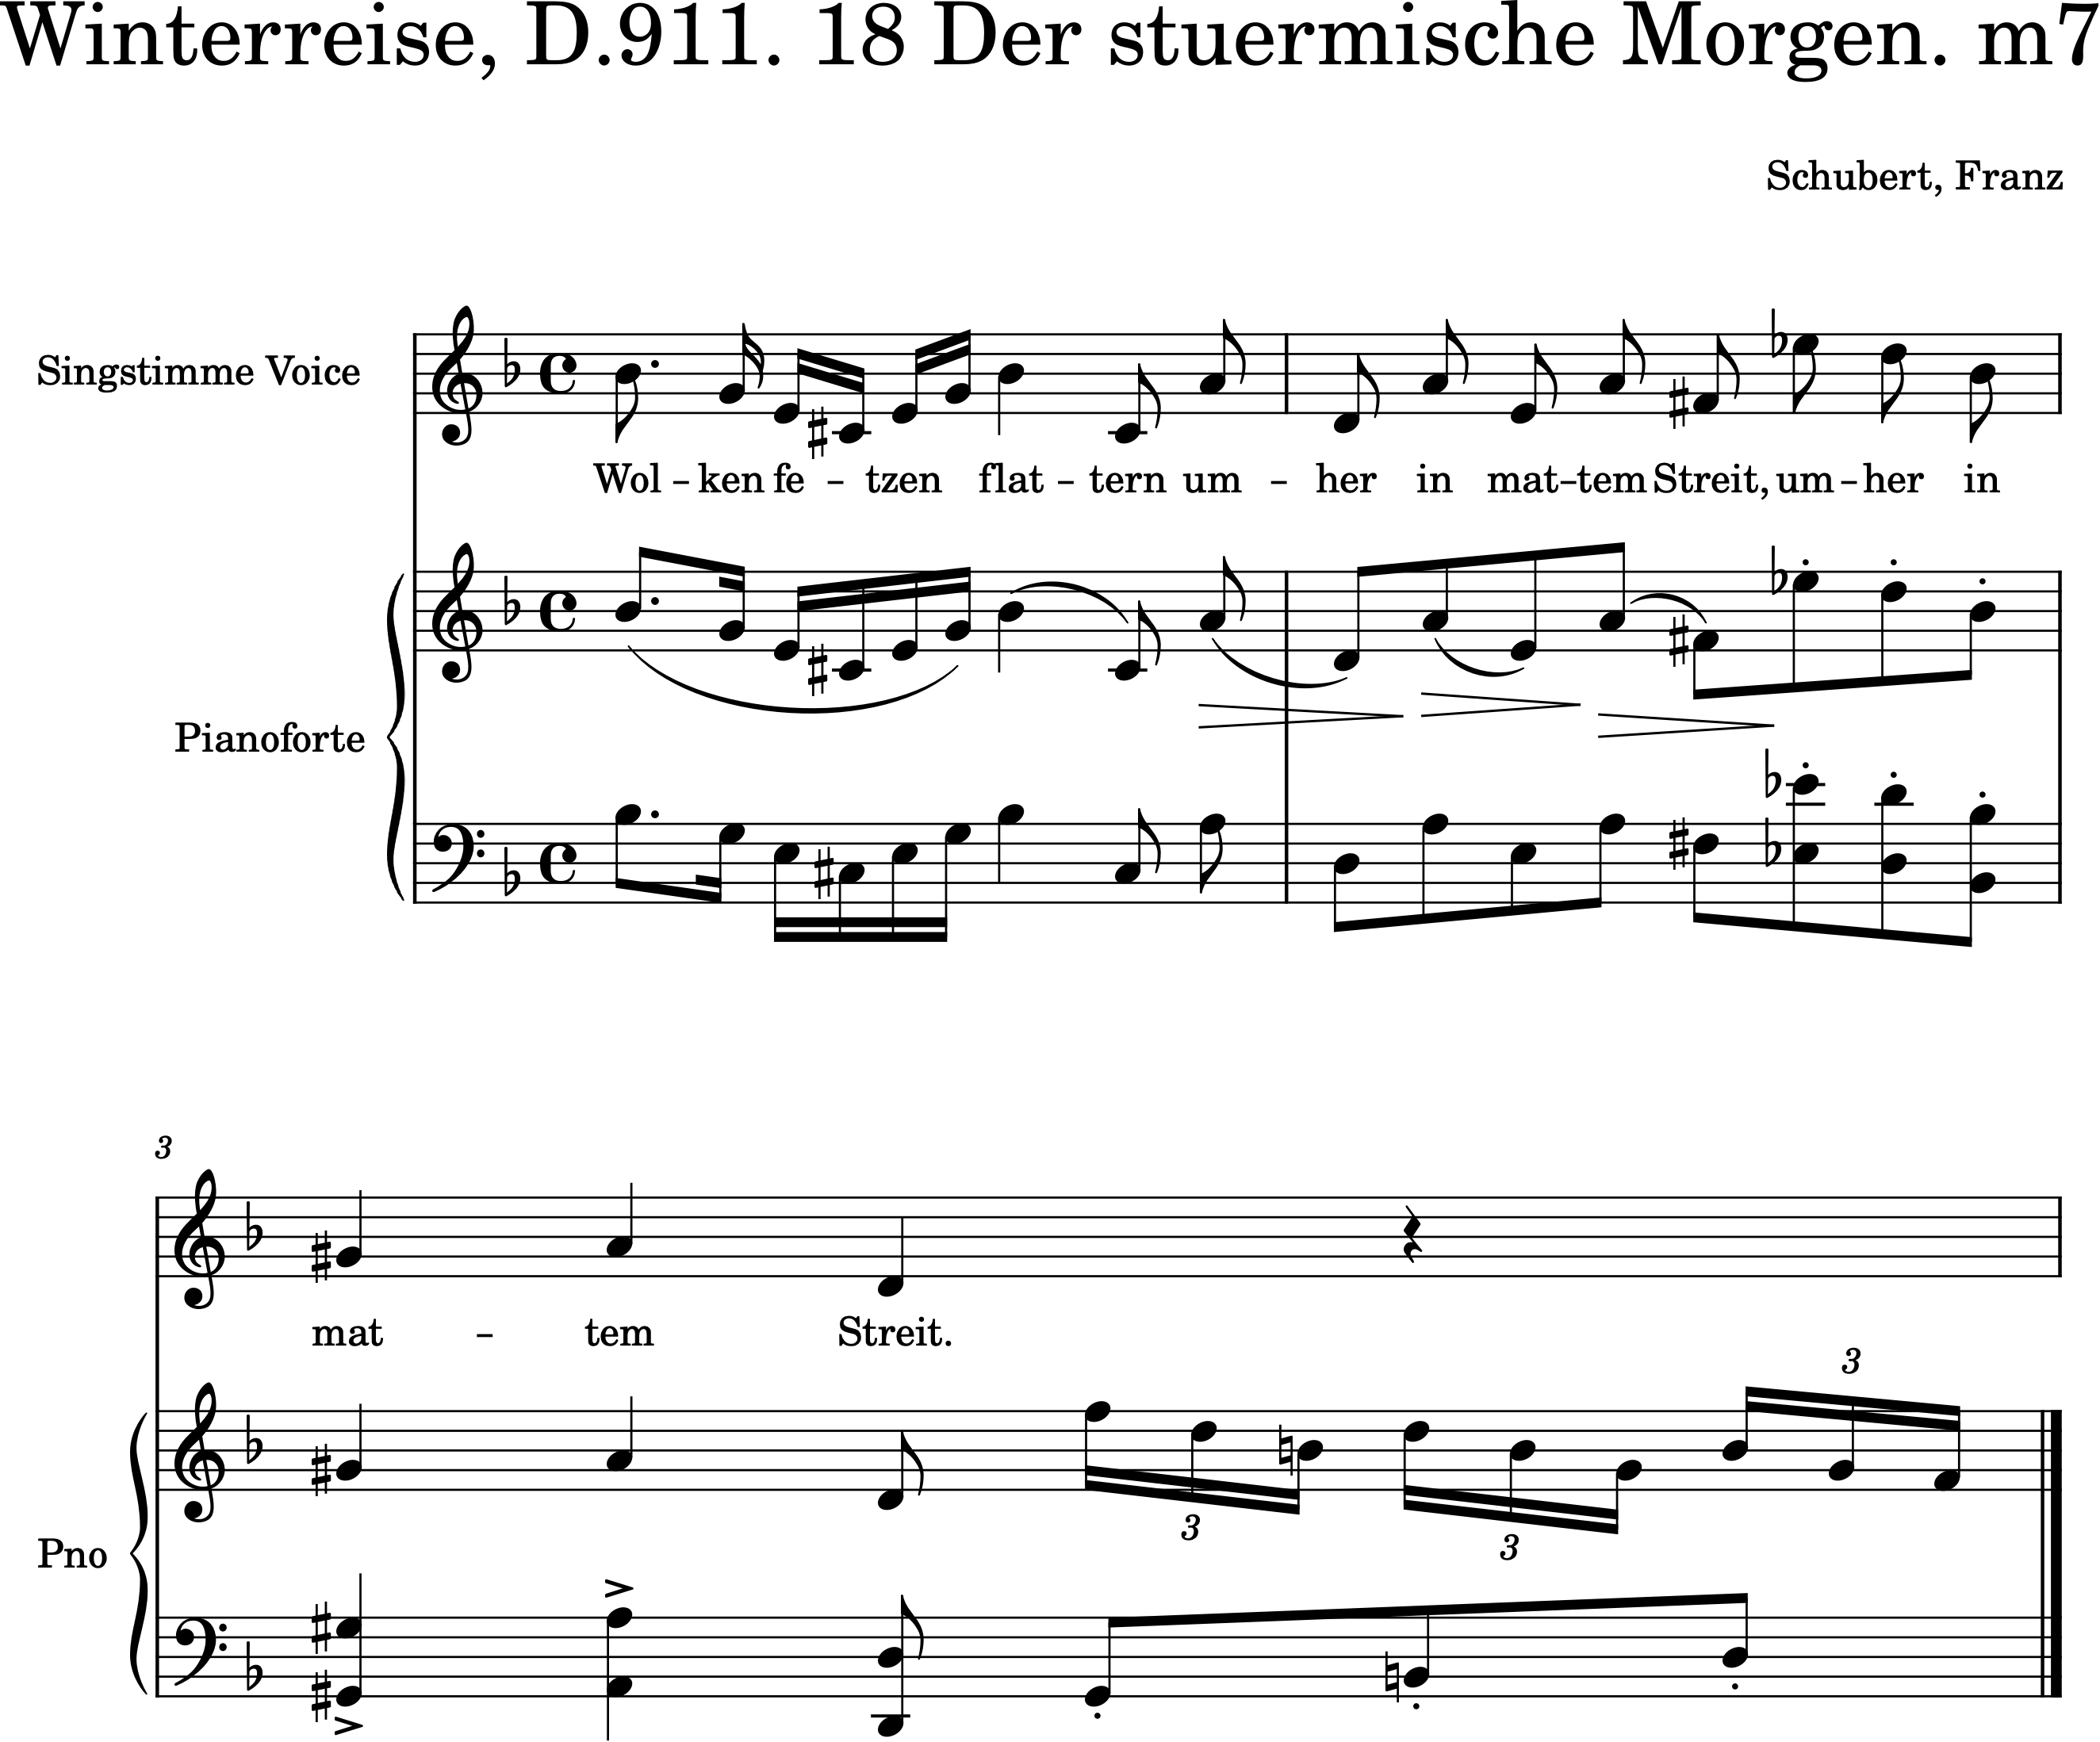 Winterreise, D.911. 18 Der stuermische Morgen. m7
Schubert, Franz
Singstimme Voice
Wol - ken fe - tzen flat - tern um - her in mat - tem Streit, um - her in
Pianoforte
3
mat - tem Streit.
3
Pno
3
3